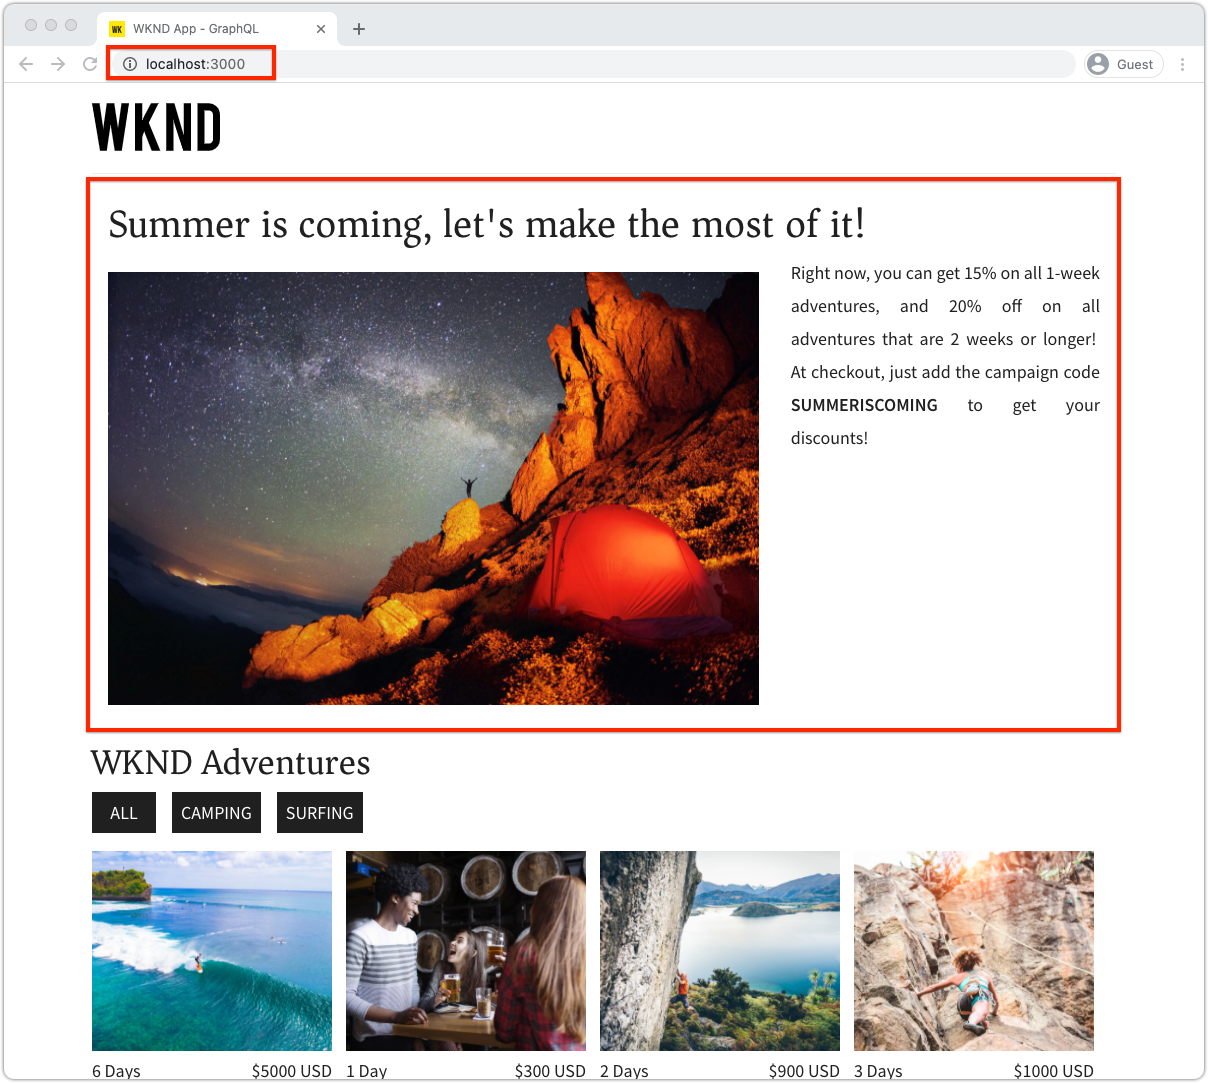 WK WKND App - GraphQL
localhost:3000
Guest
WKND
Summer is coming, let's make the most of it!
Right now, you can get 15% on all 1-week
adventures, and 20% off on all
adventures that are 2 weeks or longer!
At checkout, just add the campaign code
SUMMERISCOMING to get your
discounts!
WKND Adventures
ALL CAMPING SURFING
6 Days $5000 USD 1 Day $300 USD 2 Days $900 USD 3 Days $1000 USD